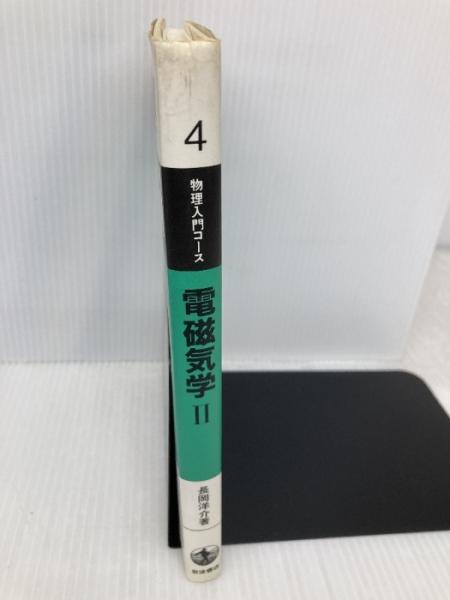 4
物理入門コース
電磁気学 II
長岡洋介著
岩波書店